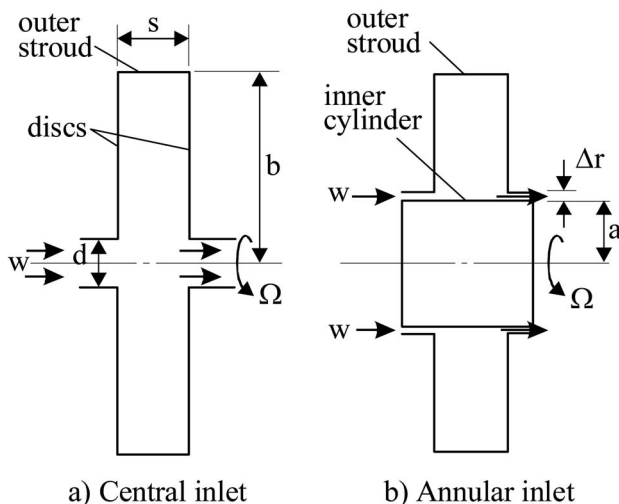 outer
stroud
s
discs
b
w
d
Ω
a) Central inlet
outer
stroud
inner
cylinder
Δr
w
a
Ω
w
b) Annular inlet